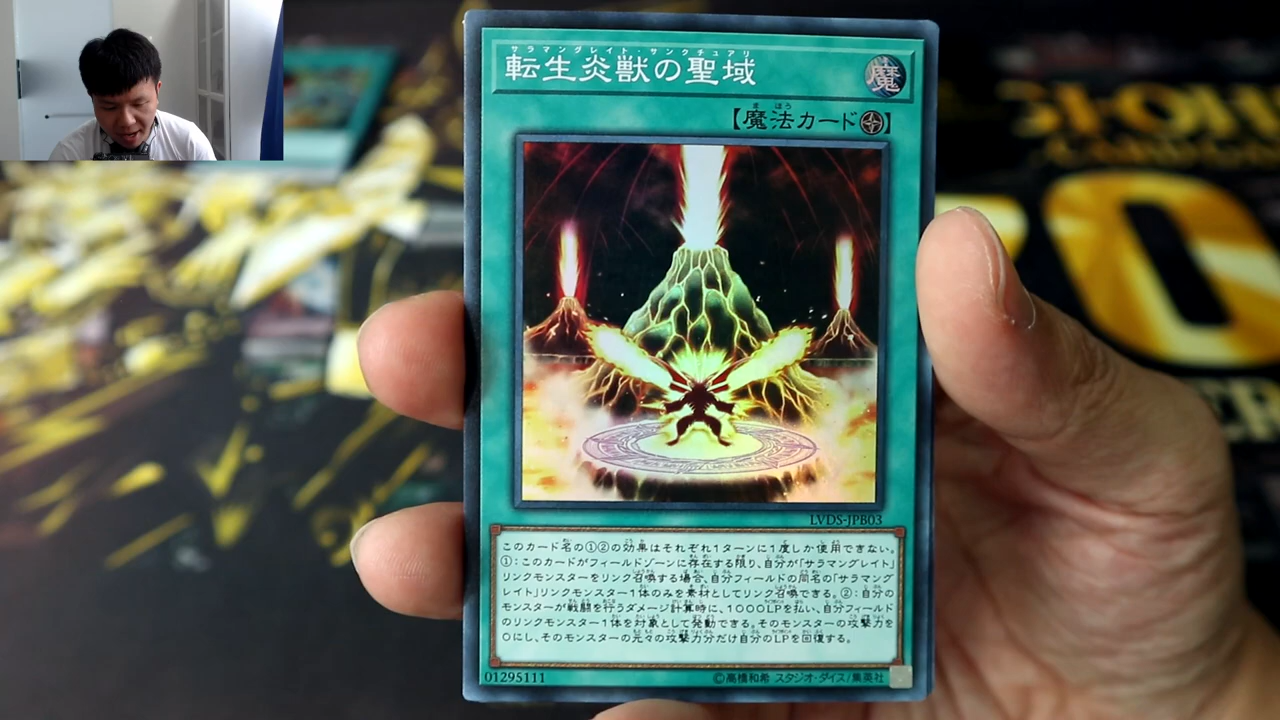 サラマングレイト・サンクチュアリ
転生炎獣の聖域
魔
まほう
【魔法カード】
LVDS-JPB03
このカード名の①②の効果はそれぞれ1ターンに1度しか使用できない。
①:このカードがフィールドゾーンに存在する限り、自分が「サラマングレイト」
リンクモンスターをリンク召喚する場合、自分フィールドの同名の「サラマング
レイト」リンクモンスター1体のみを素材としてリンク召喚できる。②:自分の
モンスターが戦闘を行うダメージ計算時に、1000LPを払い、自分フィールド
のリンクモンスター1体を対象として発動できる。そのモンスターの攻撃力を
0にし、そのモンスターの元々の攻撃力分だけ自分のLPを回復する。
01295111
©高橋和希 スタジオ・ダイス/集英社